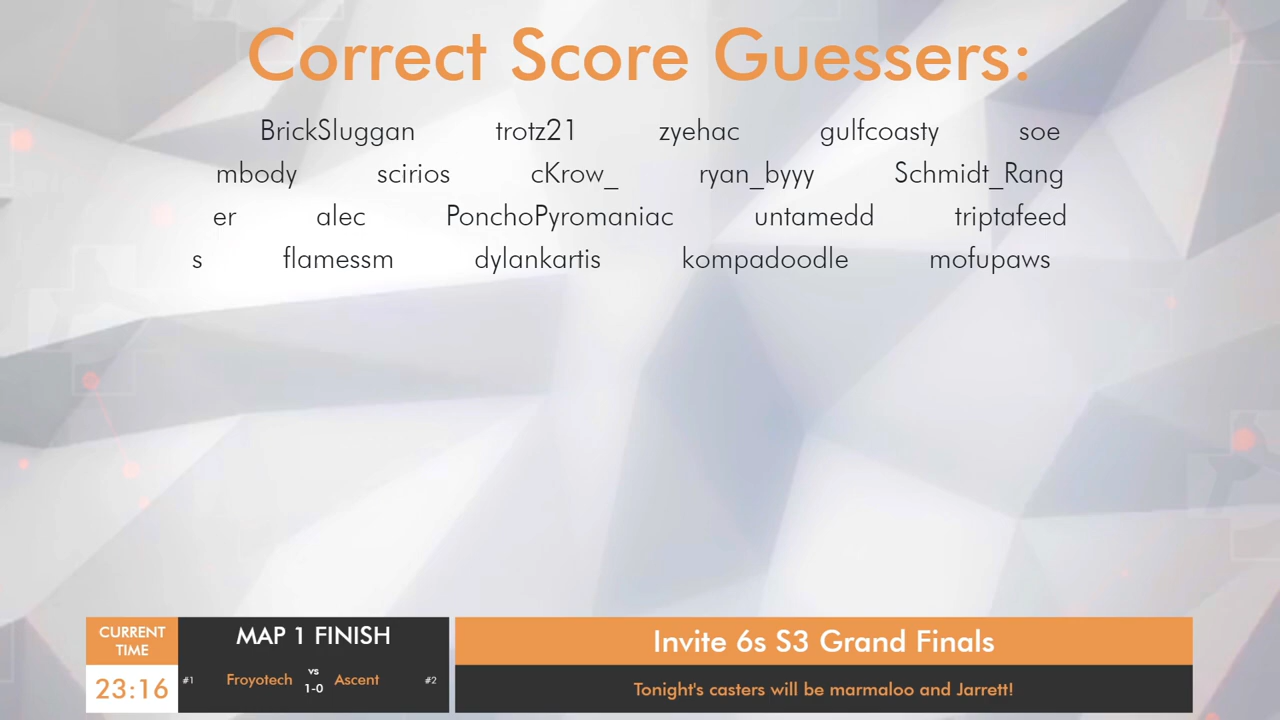 Correct Score Guessers:
BrickSluggan trotz21 zyehac gulfcoasty soe
mbody scirios cKrow_ ryan_byyy Schmidt_Rang
er alec PonchoPyromaniac untamedd triptafeed
s flamessm dylankartis kompadoodle mofupaws
CURRENT
TIME
23:16
MAP 1 FINISH
#1 Froyotech vs Ascent #2
1-0
Invite 6s S3 Grand Finals
Tonight's casters will be marmaloo and Jarrett!